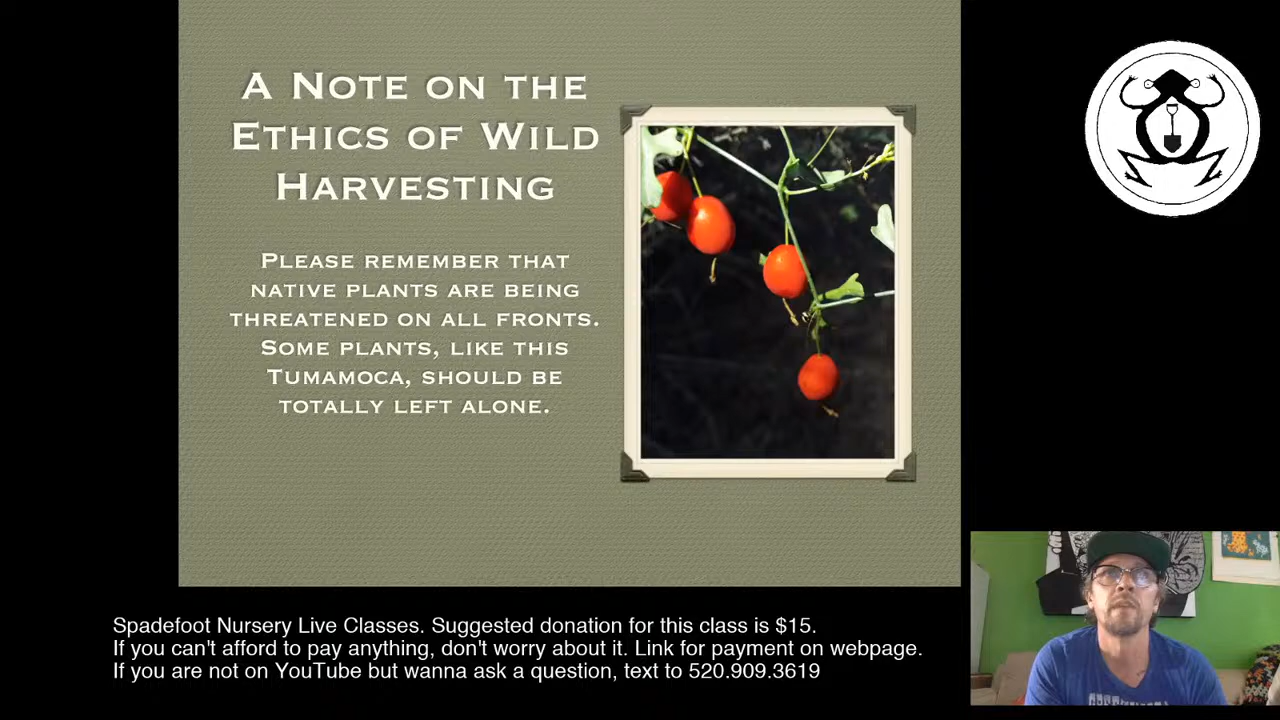 A Note on the
Ethics of Wild
Harvesting
Please remember that
native plants are being
threatened on all fronts.
Some plants, like this
Tumamoca, should be
totally left alone.
Spadefoot Nursery Live Classes. Suggested donation for this class is $15.
If you can't afford to pay anything, don't worry about it. Link for payment on webpage.
If you are not on YouTube but wanna ask a question, text to 520.909.3619